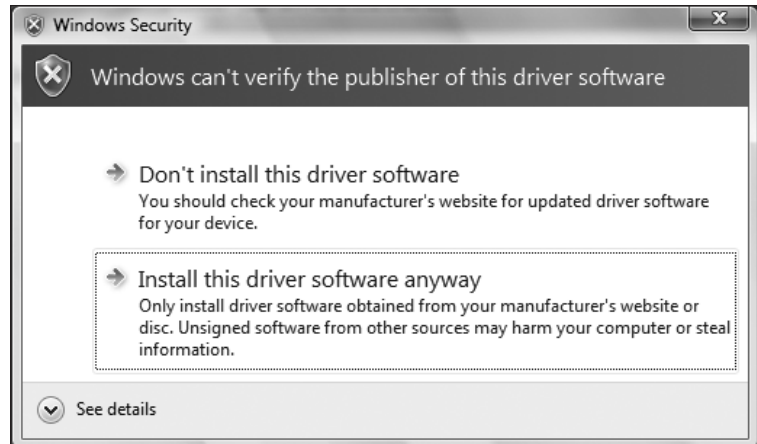 Windows Security
Windows can't verify the publisher of this driver software
Don't install this driver software
You should check your manufacturer's website for updated driver software
for your device.
Install this driver software anyway
Only install driver software obtained from your manufacturer's website or
disc. Unsigned software from other sources may harm your computer or steal
information.
See details